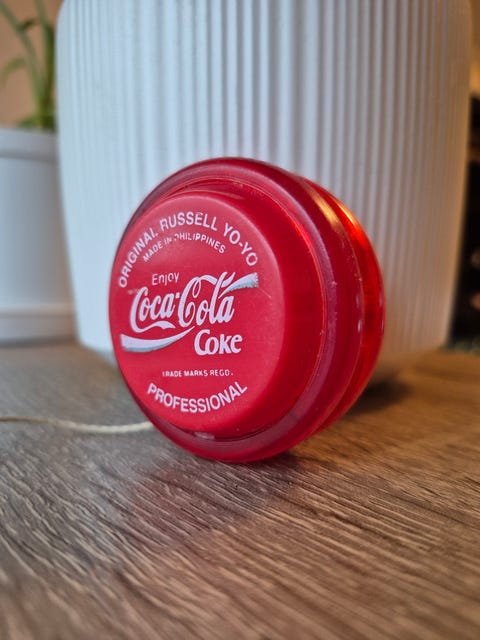 ORIGINAL RUSSELL YO-YO
MADE IN PHILIPPINES
Enjoy
Coca-Cola
Coke
TRADE MARKS REGD.
PROFESSIONAL